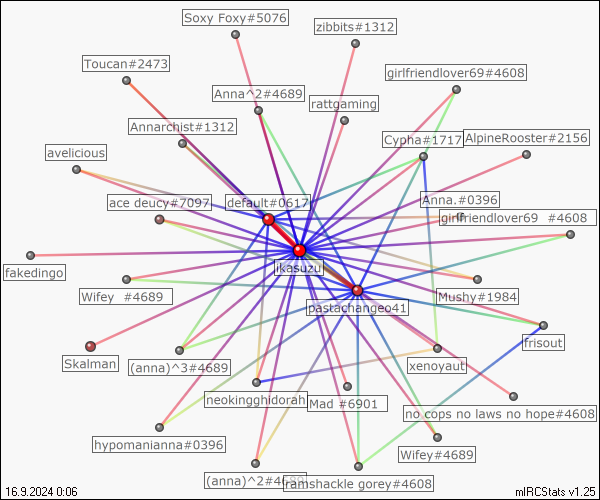 Soxy Foxy#5076
zibbits#1312
Toucan#2473
girlfriendlover69#4608
Anna^2#4689
rattgaming
Annarchist#1312
Cypha#1717
AlpineRooster#2156
avelicious
ace deucy#7097
default#0617
Anna.#0396
girlfriendlover69 #4608
fakedingo
ikasuzu
Wifey #4689
pastachangeo41
Mushy#1984
frisout
Skalman
(anna)^3#4689
xenoyaut
neokingghidorah
Mad #6901
no cops no laws no hope#4608
hypomanianna#0396
Wifey#4689
(anna)^2#4689
ramshackle gorey#4608
16.9.2024 0:06
mIRCStats v1.25